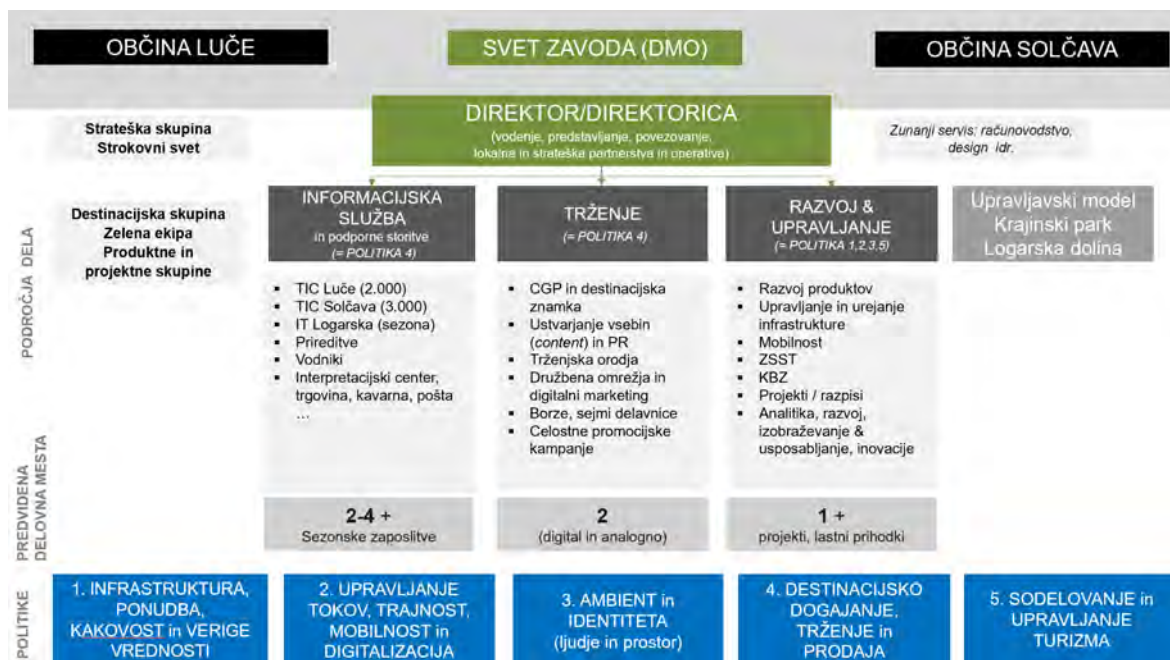 OBČINA LUČE
SVET ZAVODA (DMO)
OBČINA SOLČAVA
DIREKTOR/DIREKTORICA
(vodenje, predstavljanje, povezovanje,
lokalna in strateška partnerstva in operativa)
Strateška skupina
Strokovni svet
Zunanji servis: računovodstvo,
design idr.
PODROČJA DELA
Destinacijska skupina
Zelena ekipa
Produktne in
projektne skupine
INFORMACIJSKA
SLUŽBA
in podporne storitve
(= POLITIKA 4)
TRŽENJE
(= POLITIKA 4)
RAZVOJ &
UPRAVLJANJE
(= POLITIKA 1,2,3,5)
Upravljavski model
Krajinski park
Logarska dolina
▪ TIC Luče (2.000)
▪ TIC Solčava (3.000)
▪ IT Logarska (sezona)
▪ Prireditve
▪ Vodniki
▪ Interpretacijski center,
trgovina, kavarna, pošta
…
▪ CGP in destinacijska
znamka
▪ Ustvarjanje vsebin
(content) in PR
▪ Trženjska orodja
▪ Družbena omrežja in
digitalni marketing
▪ Borze, sejmi delavnice
▪ Celostne promocijske
kampanje
▪ Razvoj produktov
▪ Upravljanje in urejanje
infrastrukture
▪ Mobilnost
▪ ZSST
▪ KBZ
▪ Projekti / razpisi
▪ Analitika, razvoj,
izobraževanje &
usposabljanje, inovacije
PREDVIDENA
DELOVNA MESTA
2-4 +
Sezonske zaposlitve
2
(digital in analogno)
1 +
projekti, lastni prihodki
POLITIKE
1. INFRASTRUKTURA,
PONUDBA,
KAKOVOST in VERIGE
VREDNOSTI
2. UPRAVLJANJE
TOKOV, TRAJNOST,
MOBILNOST in
DIGITALIZACIJA
3. AMBIENT in
IDENTITETA
(ljudje in prostor)
4. DESTINACIJSKO
DOGAJANJE,
TRŽENJE in
PRODAJA
5. SODELOVANJE in
UPRAVLJANJE
TURIZMA